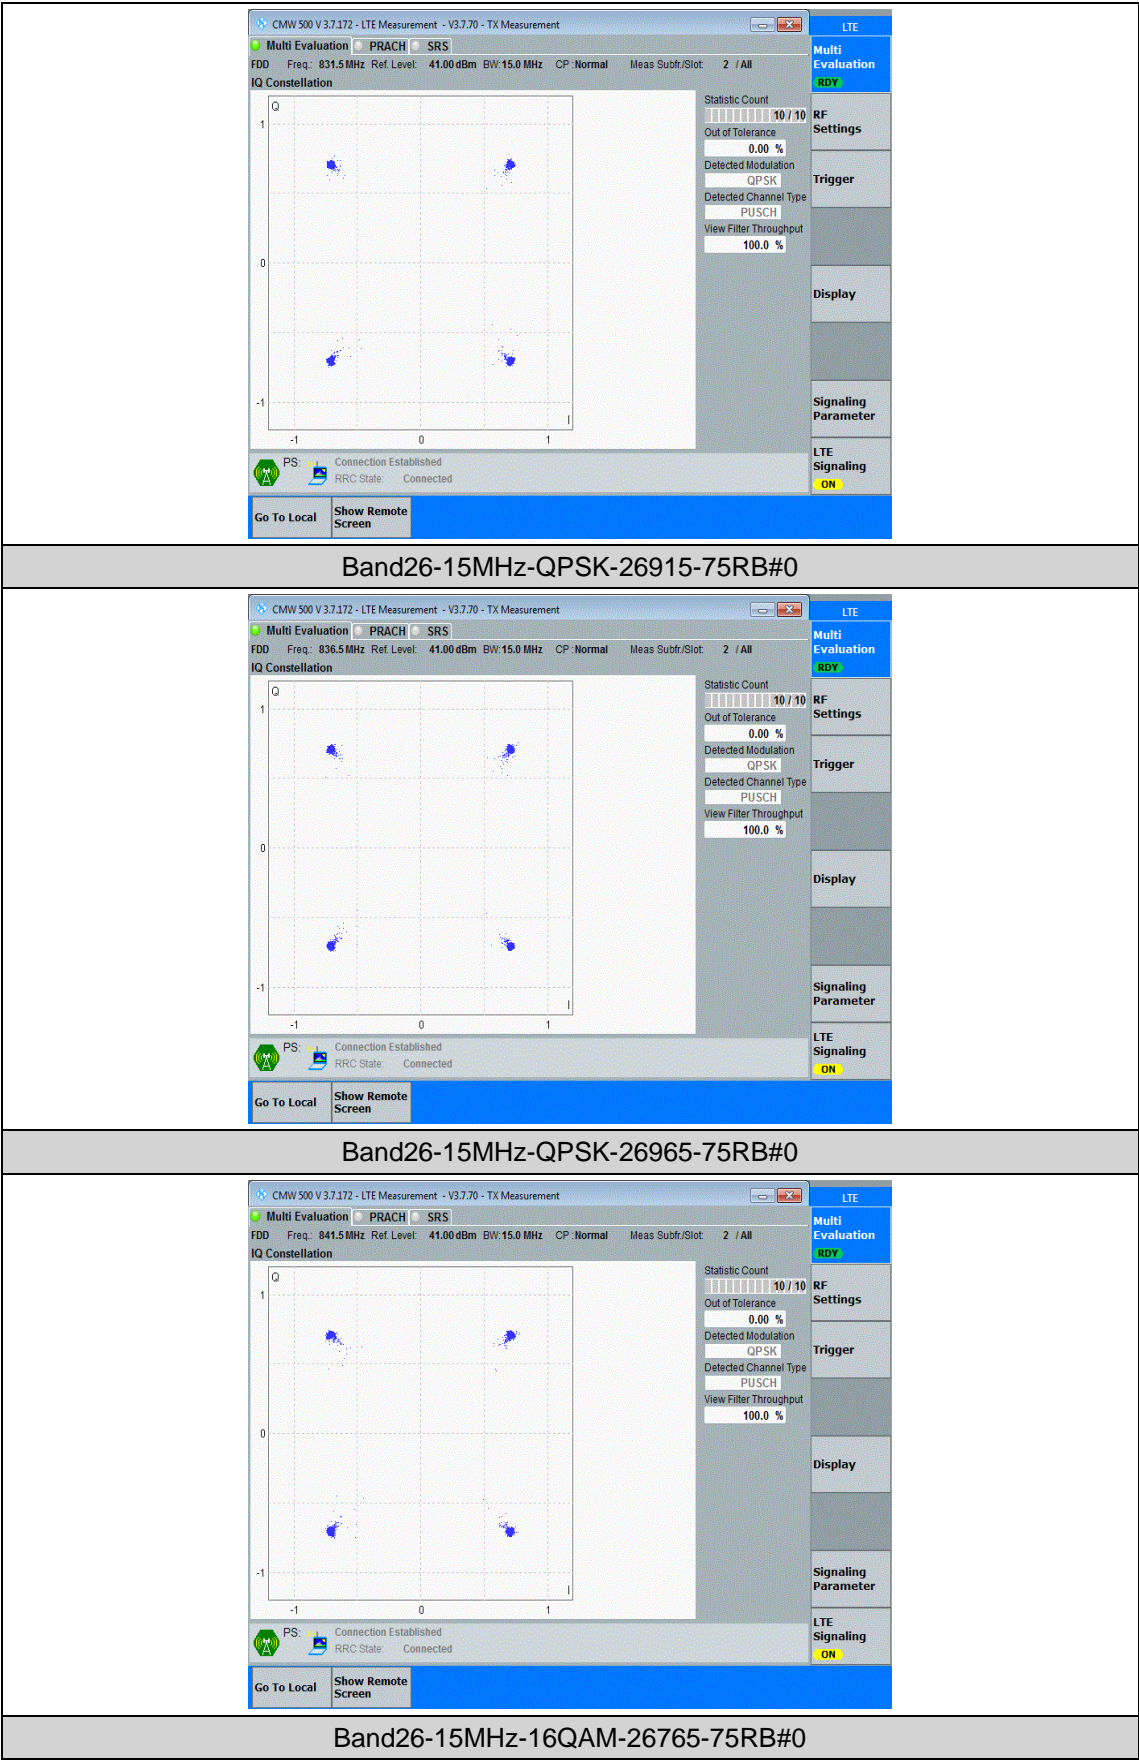 CMW 500 V 3.7.172 - LTE Measurement - V3.7.70 - TX Measurement
LTE
Multi Evaluation PRACH SRS
Multi
Evaluation
RDY
FDD Freq.: 831.5 MHz Ref. Level: 41.00 dBm BW: 15.0 MHz CP : Normal Meas Subfr./Slot: 2 / All
IQ Constellation
Q
1
0
-1
I
-1 0 1
Statistic Count
10 / 10
Out of Tolerance
0.00 %
Detected Modulation
QPSK
Detected Channel Type
PUSCH
View Filter Throughput
100.0 %
RF
Settings
Trigger
Display
Signaling
Parameter
LTE
Signaling
ON
PS: Connection Established
RRC State: Connected
Go To Local
Show Remote
Screen
Band26-15MHz-QPSK-26915-75RB#0
CMW 500 V 3.7.172 - LTE Measurement - V3.7.70 - TX Measurement
LTE
Multi Evaluation PRACH SRS
Multi
Evaluation
RDY
FDD Freq.: 836.5 MHz Ref. Level: 41.00 dBm BW: 15.0 MHz CP : Normal Meas Subfr./Slot: 2 / All
IQ Constellation
Q
1
0
-1
I
-1 0 1
Statistic Count
10 / 10
Out of Tolerance
0.00 %
Detected Modulation
QPSK
Detected Channel Type
PUSCH
View Filter Throughput
100.0 %
RF
Settings
Trigger
Display
Signaling
Parameter
LTE
Signaling
ON
PS: Connection Established
RRC State: Connected
Go To Local
Show Remote
Screen
Band26-15MHz-QPSK-26965-75RB#0
CMW 500 V 3.7.172 - LTE Measurement - V3.7.70 - TX Measurement
LTE
Multi Evaluation PRACH SRS
Multi
Evaluation
RDY
FDD Freq.: 841.5 MHz Ref. Level: 41.00 dBm BW: 15.0 MHz CP : Normal Meas Subfr./Slot: 2 / All
IQ Constellation
Q
1
0
-1
I
-1 0 1
Statistic Count
10 / 10
Out of Tolerance
0.00 %
Detected Modulation
QPSK
Detected Channel Type
PUSCH
View Filter Throughput
100.0 %
RF
Settings
Trigger
Display
Signaling
Parameter
LTE
Signaling
ON
PS: Connection Established
RRC State: Connected
Go To Local
Show Remote
Screen
Band26-15MHz-16QAM-26765-75RB#0